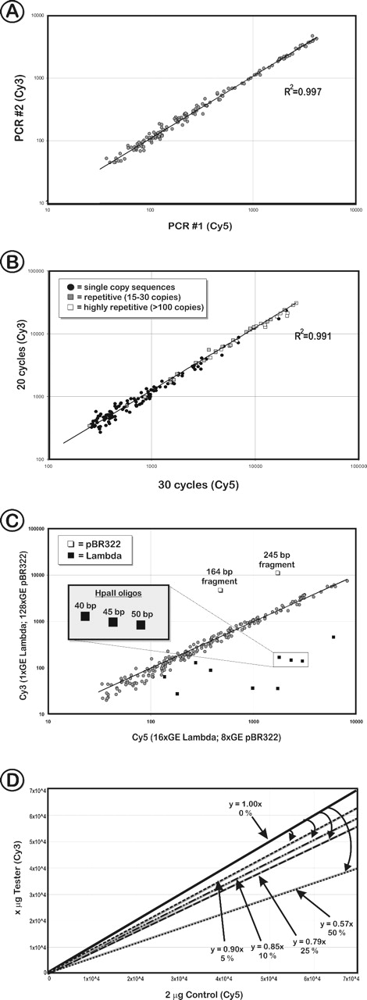 A
10000
1000
100
10
PCR #2 (Cy3)
R²=0.997
10
100
1000
10000
PCR #1 (Cy5)
B
100000
10000
1000
100
20 cycles (Cy3)
= single copy sequences
= repetitive (15-30 copies)
= highly repetitive (>100 copies)
R²=0.991
100
1000
10000
100000
30 cycles (Cy5)
C
100000
10000
1000
100
10
Cy3 (1xGE Lambda; 128xGE pBR322)
= pBR322
= Lambda
164 bp
fragment
245 bp
fragment
HpaII oligos
40 bp
45 bp
50 bp
10
100
1000
10000
Cy5 (16xGE Lambda; 8xGE pBR322)
D
7x10^4
6x10^4
5x10^4
4x10^4
3x10^4
2x10^4
1x10^4
0
x µg Tester (Cy3)
y = 1.00x
0 %
y = 0.90x
5 %
y = 0.85x
10 %
y = 0.79x
25 %
y = 0.57x
50 %
0
1x10^4
2x10^4
3x10^4
4x10^4
5x10^4
6x10^4
7x10^4
2 µg Control (Cy5)